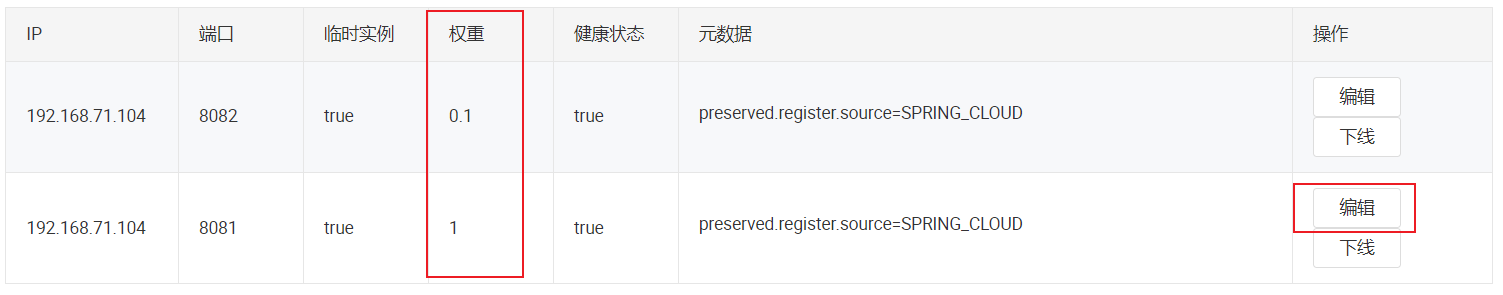 IP 端口 临时实例 权重 健康状态 元数据 操作
192.168.71.104 8082 true 0.1 true preserved.register.source=SPRING_CLOUD 编辑
下线
192.168.71.104 8081 true 1 true preserved.register.source=SPRING_CLOUD 编辑
下线